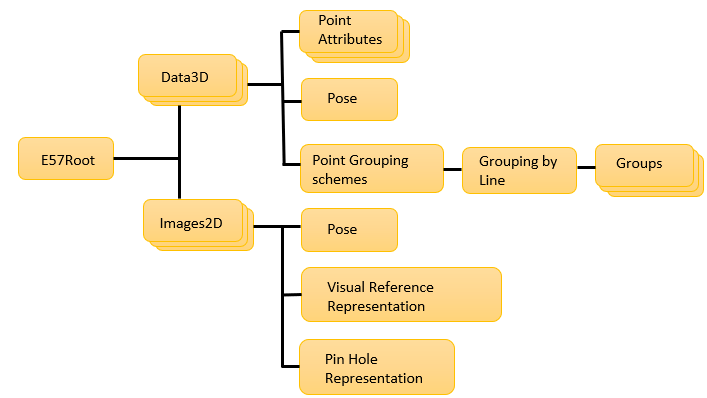 Point
Attributes
Data3D
Pose
E57Root
Point Grouping
schemes
Grouping by
Line
Groups
Images2D
Pose
Visual Reference
Representation
Pin Hole
Representation